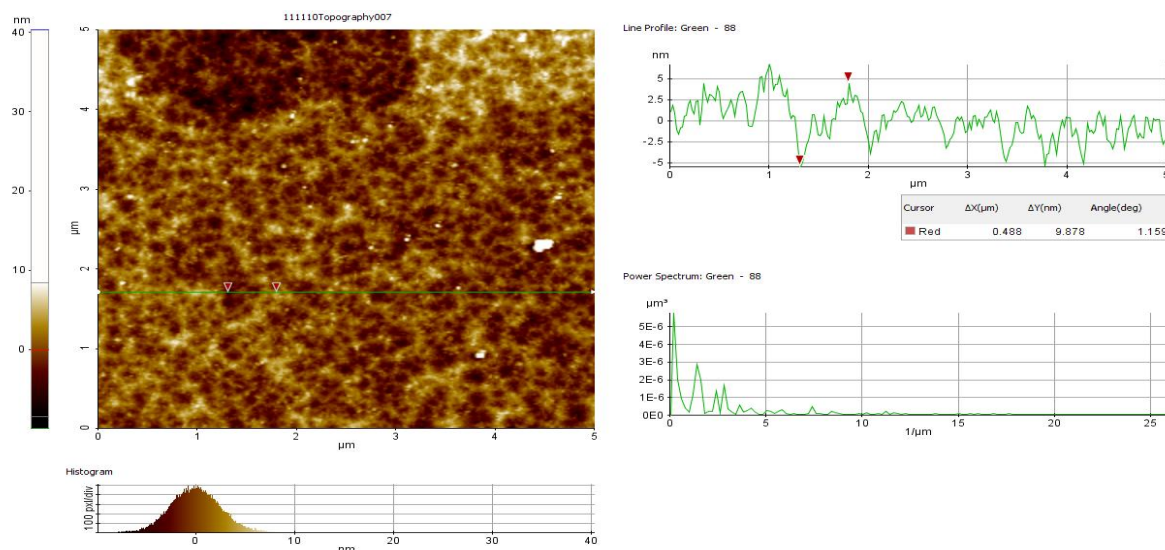 111110Topography007
nm
40
30
20
10
0
5
4
3
2
1
0
µm
0 1 2 3 4 5
µm
Histogram
100 pxl/div
0 10 20 30 40
nm
Line Profile: Green - 88
nm
5
2.5
0
-2.5
-5
0 1 2 3 4 5
µm
Cursor ΔX(µm) ΔY(nm) Angle(deg)
Red 0.488 9.878 1.159
Power Spectrum: Green - 88
µm³
5E-6
4E-6
3E-6
2E-6
1E-6
0E0
0 5 10 15 20 25
1/µm